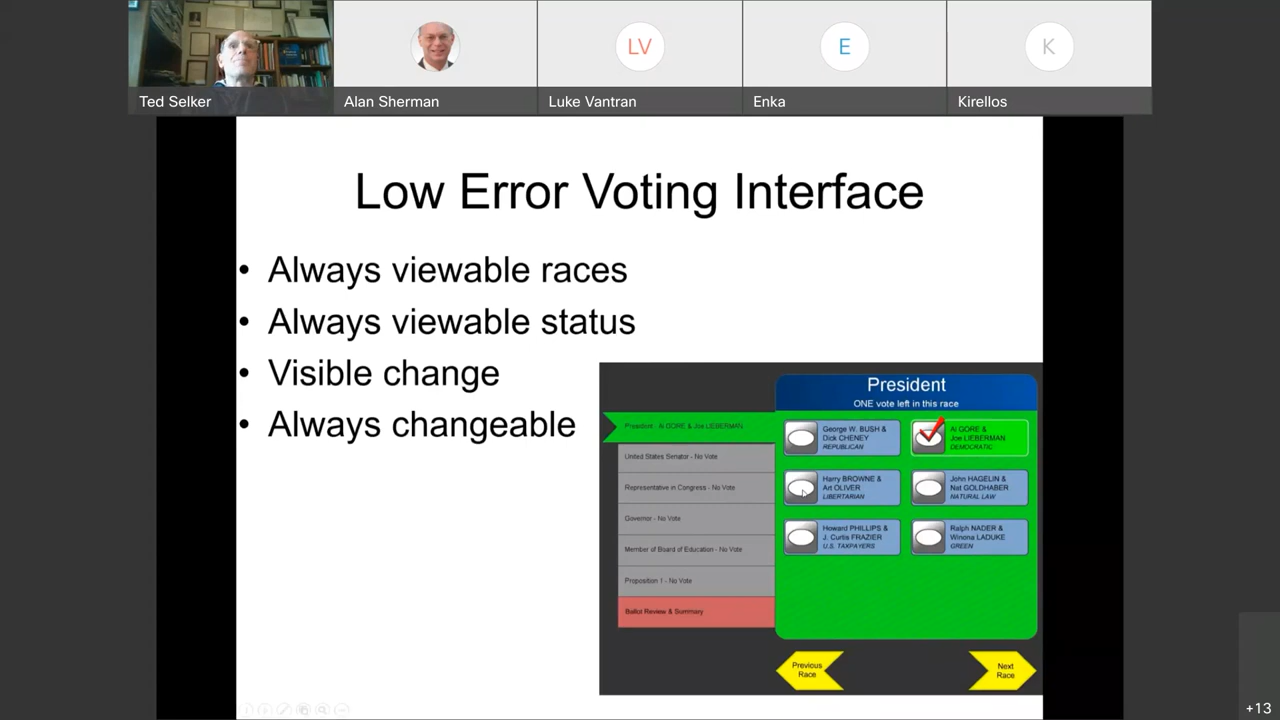 Ted Selker
Alan Sherman
LV
Luke Vantran
E
Enka
K
Kirellos
Low Error Voting Interface
• Always viewable races
• Always viewable status
• Visible change
• Always changeable
President
ONE vote left in this race
President - Al GORE & Joe LIEBERMAN
United States Senator - No Vote
Representative in Congress - No Vote
Governor - No Vote
Member of Board of Education - No Vote
Proposition 1 - No Vote
Ballot Review & Summary
George W. BUSH &
Dick CHENEY
REPUBLICAN
Al GORE &
Joe LIEBERMAN
DEMOCRATIC
Harry BROWNE &
Art OLIVER
LIBERTARIAN
John HAGELIN &
Nat GOLDHABER
NATURAL LAW
Howard PHILLIPS &
J. Curtis FRAZIER
U.S. TAXPAYERS
Ralph NADER &
Winona LADUKE
GREEN
Previous
Race
Next
Race
+13